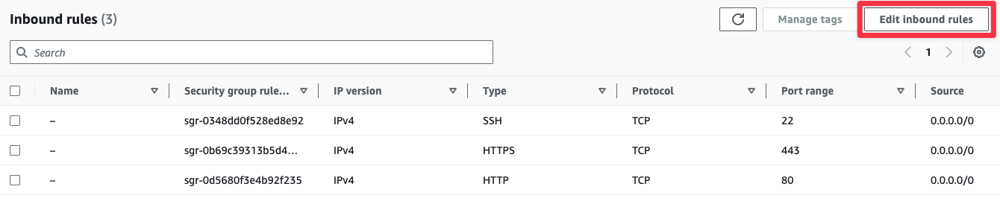 Inbound rules (3)
Manage tags
Edit inbound rules
Search
1
Name Security group rule... IP version Type Protocol Port range Source
– sgr-0348dd0f528ed8e92 IPv4 SSH TCP 22 0.0.0.0/0
– sgr-0b69c39313b5d4... IPv4 HTTPS TCP 443 0.0.0.0/0
– sgr-0d5680f3e4b92f235 IPv4 HTTP TCP 80 0.0.0.0/0